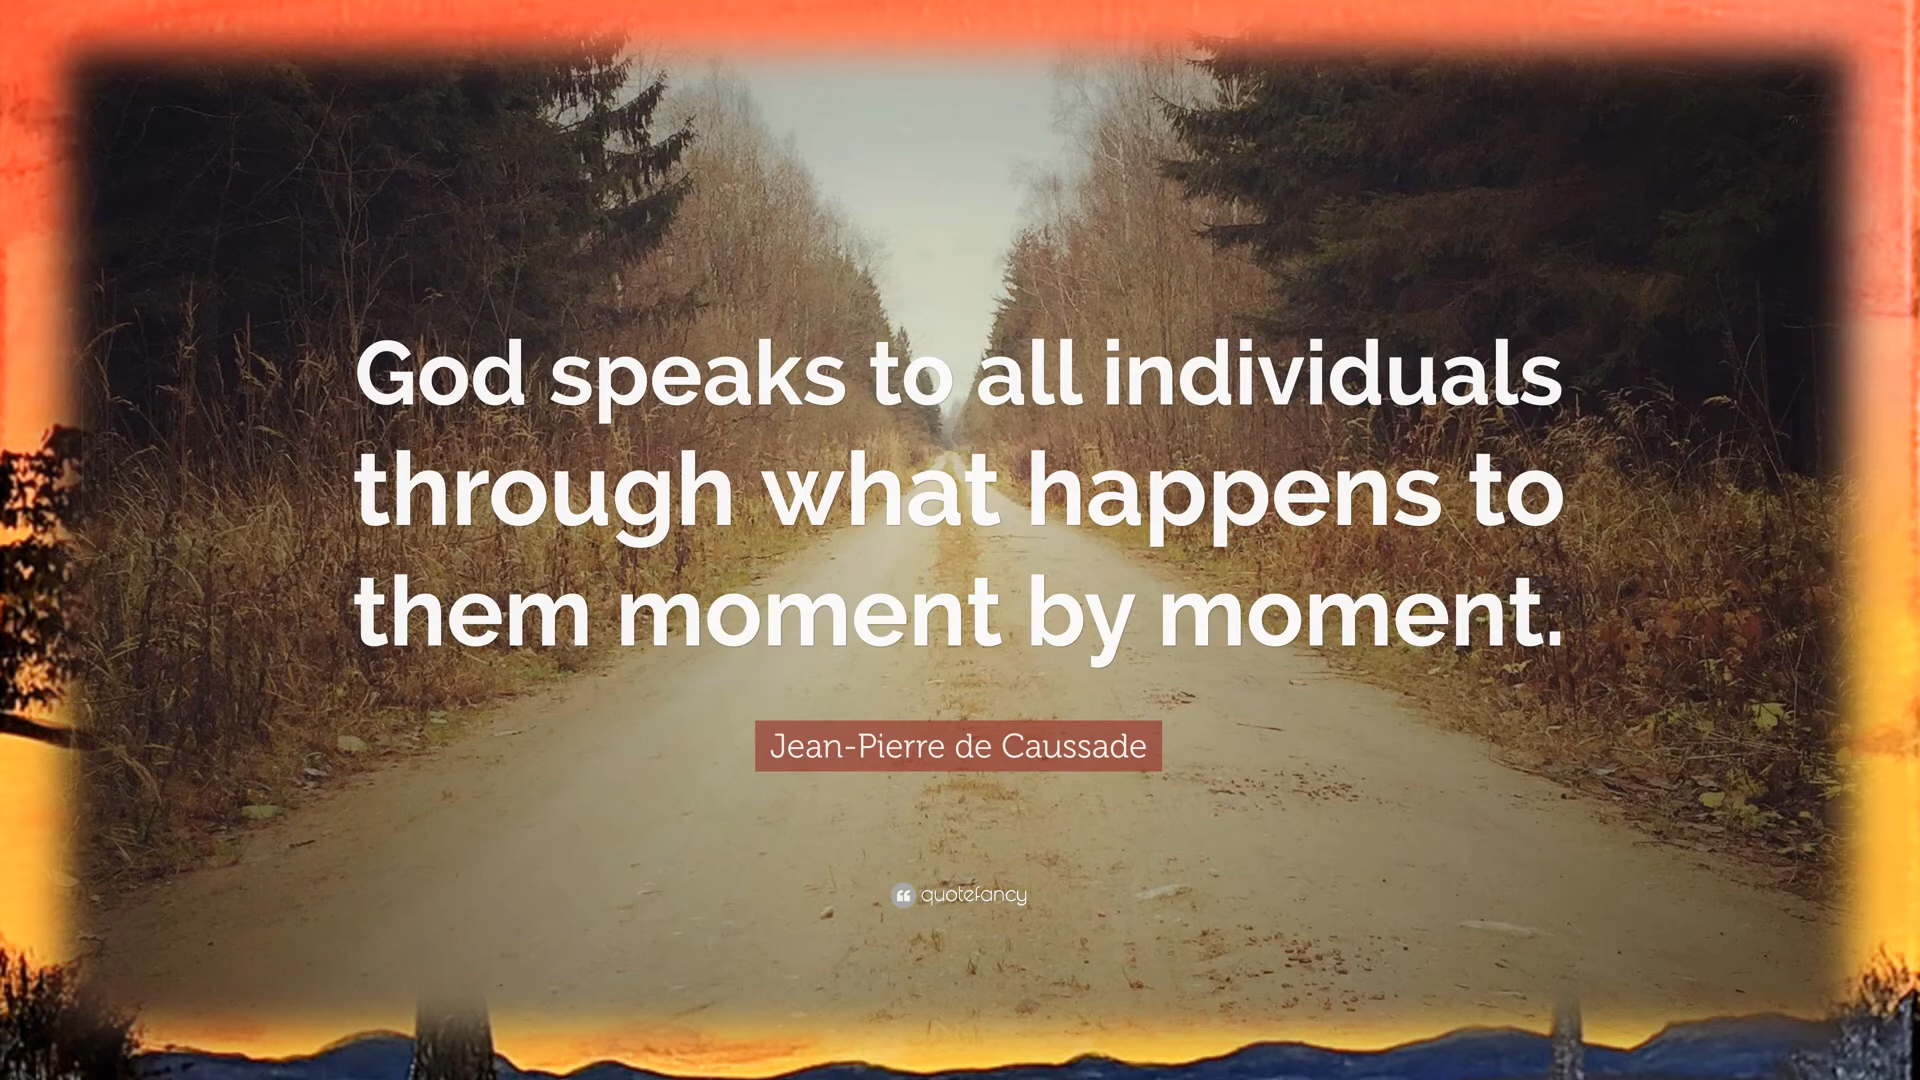 God speaks to all individuals
through what happens to
them moment by moment.
Jean-Pierre de Caussade
quotefancy